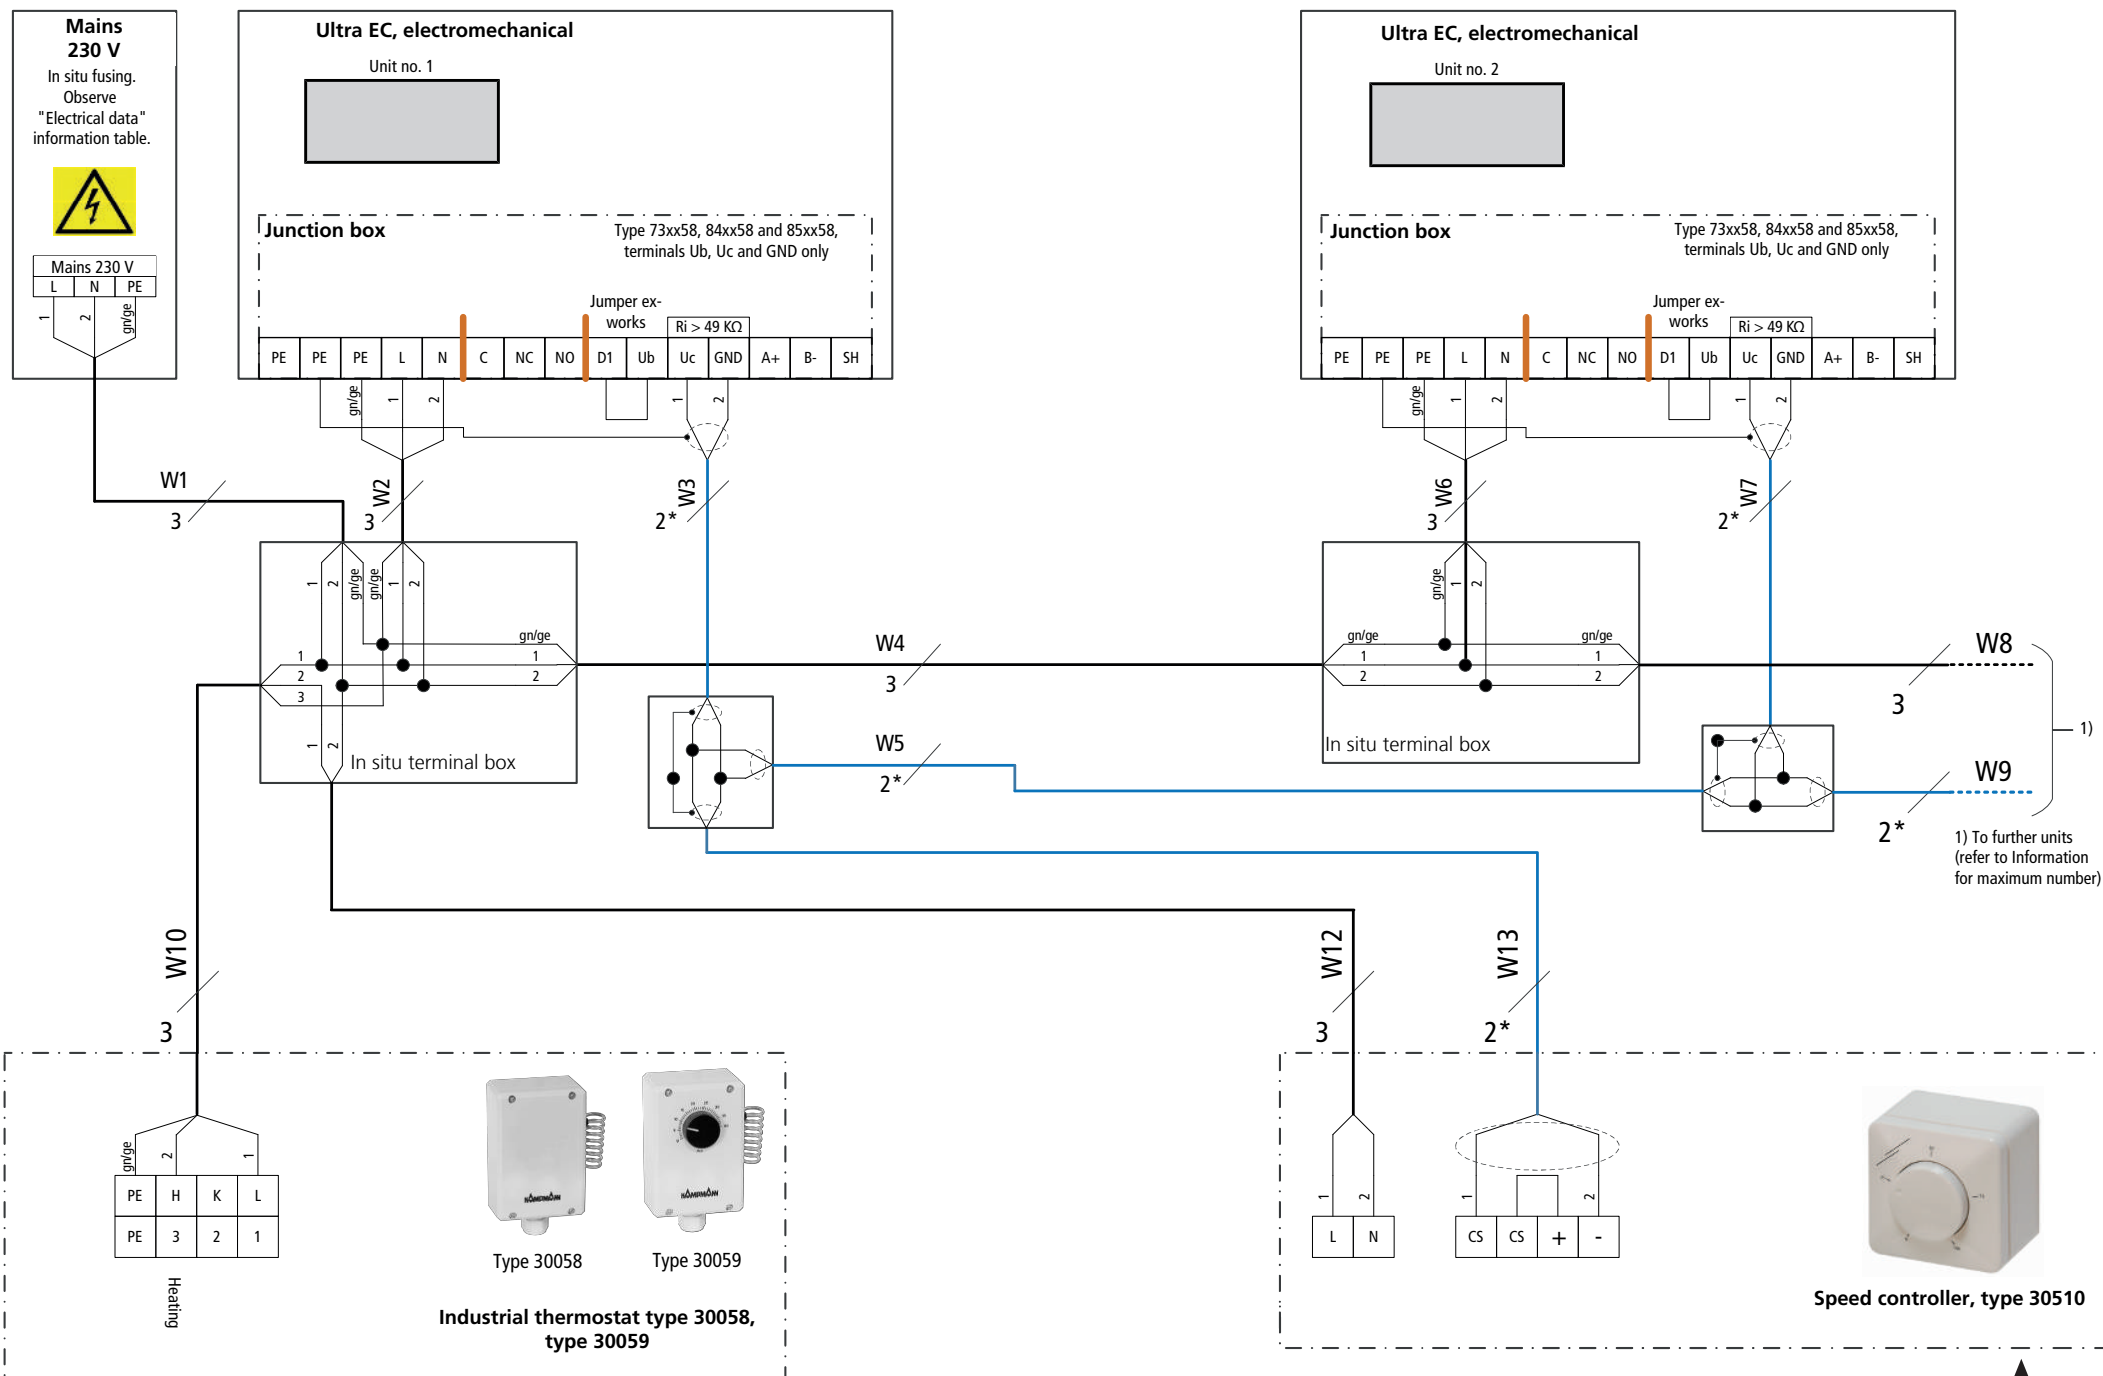 Mains
230 V
In situ fusing.
Observe
"Electrical data"
information table.
Mains 230 V
L N PE
1 2 gn/ge
Ultra EC, electromechanical
Unit no. 1
Junction box
Type 73xx58, 84xx58 and 85xx58,
terminals Ub, Uc and GND only
Jumper ex-
works
Ri > 49 KΩ
PE PE PE L N C NC NO D1 Ub Uc GND A+ B- SH
gn/ge 1 2 1 2
Ultra EC, electromechanical
Unit no. 2
Junction box
Type 73xx58, 84xx58 and 85xx58,
terminals Ub, Uc and GND only
Jumper ex-
works
Ri > 49 KΩ
PE PE PE L N C NC NO D1 Ub Uc GND A+ B- SH
gn/ge 1 2 1 2
W1
3
W2
3
W3
2*
W6
3
W7
2*
1 2 gn/ge gn/ge 1 2
gn/ge
1 1
2 2
3
1 2
In situ terminal box
W4
3
W5
2*
gn/ge 1 2
gn/ge gn/ge
1 1
2 2
In situ terminal box
W8
3
W9
2*
1)
1) To further units
(refer to Information
for maximum number)
W10
3
W12
3
W13
2*
gn/ge 2 1
PE H K L
PE 3 2 1
Heating
KAMPMANN
KAMPMANN
Type 30058
Type 30059
Industrial thermostat type 30058,
type 30059
1 2
L N
1 2
CS CS + -
Speed controller, type 30510